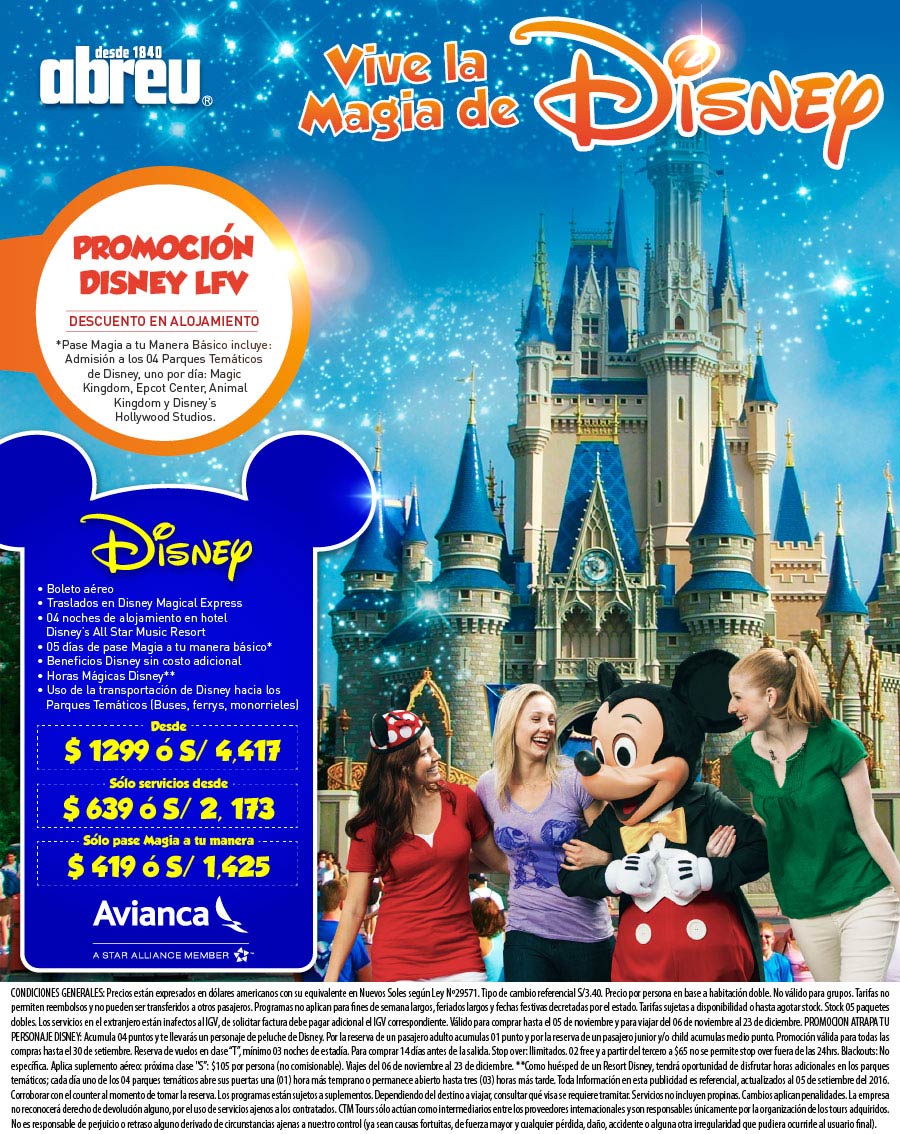 desde 1840
abreu®
Vive la
Magia de
Disney
PROMOCIÓN
DISNEY LFV
DESCUENTO EN ALOJAMIENTO
*Pase Magia a tu Manera Básico incluye:
Admisión a los 04 Parques Temáticos
de Disney, uno por día: Magic
Kingdom, Epcot Center, Animal
Kingdom y Disney's
Hollywood Studios.
Disney
• Boleto aéreo
• Traslados en Disney Magical Express
• 04 noches de alojamiento en hotel
Disney's All Star Music Resort
• 05 días de pase Magia a tu manera básico*
• Beneficios Disney sin costo adicional
• Horas Mágicas Disney**
• Uso de la transportación de Disney hacia los
Parques Temáticos (Buses, ferrys, monorrieles)
Desde
$ 1299 ó S/ 4,417
Sólo servicios desde
$ 639 ó S/ 2, 173
Sólo pase Magia a tu manera
$ 419 ó S/ 1,425
Avianca
A STAR ALLIANCE MEMBER
CONDICIONES GENERALES: Precios están expresados en dólares americanos con su equivalente en Nuevos Soles según Ley Nº29571. Tipo de cambio referencial S/3.40. Precio por persona en base a habitación doble. No válido para grupos. Tarifas no
permiten reembolsos y no pueden ser transferidos a otros pasajeros. Programas no aplican para fines de semana largos, feriados largos y fechas festivas decretadas por el estado. Tarifas sujetas a disponibilidad o hasta agotar stock. Stock 05 paquetes
dobles. Los servicios en el extranjero están inafectos al IGV, de solicitar factura debe pagar adicional el IGV correspondiente. Válido para comprar hasta el 05 de noviembre y para viajar del 06 de noviembre al 23 de diciembre. PROMOCION ATRAPA TU
PERSONAJE DISNEY: Acumula 04 puntos y te llevarás un personaje de peluche de Disney. Por la reserva de un pasajero adulto acumulas 01 punto y por la reserva de un pasajero junior y/o child acumulas medio punto. Promoción válida para todas las
compras hasta el 30 de setiembre. Reserva de vuelos en clase "T", mínimo 03 noches de estadía. Para comprar 14 días antes de la salida. Stop over: Ilimitados. 02 free y a partir del tercero a $65 no se permite stop over fuera de las 24hrs. Blackouts: No
especifica. Aplica suplemento aéreo: próxima clase "S": $105 por persona (no comisionable). Viajes del 06 de noviembre al 23 de diciembre. **Como huésped de un Resort Disney, tendrá oportunidad de disfrutar horas adicionales en los parques
temáticos; cada día uno de los 04 parques temáticos abre sus puertas una (01) hora más temprano o permanece abierto hasta tres (03) horas más tarde. Toda Información en esta publicidad es referencial, actualizados al 05 de setiembre del 2016.
Corroborar con el counter al momento de tomar la reserva. Los programas están sujetos a suplementos. Dependiendo del destino a viajar, consultar qué visa se requiere tramitar. Servicios no incluyen propinas. Cambios aplican penalidades. La empresa
no reconocerá derecho de devolución alguno, por el uso de servicios ajenos a los contratados. CTM Tours sólo actúan como intermediarios entre los proveedores internacionales y son responsables únicamente por la organización de los tours adquiridos.
No es responsable de perjuicio o retraso alguno derivado de circunstancias ajenas a nuestro control (ya sean causas fortuitas, de fuerza mayor y cualquier pérdida, daño, accidente o alguna otra irregularidad que pudiera ocurrirle al usuario final).